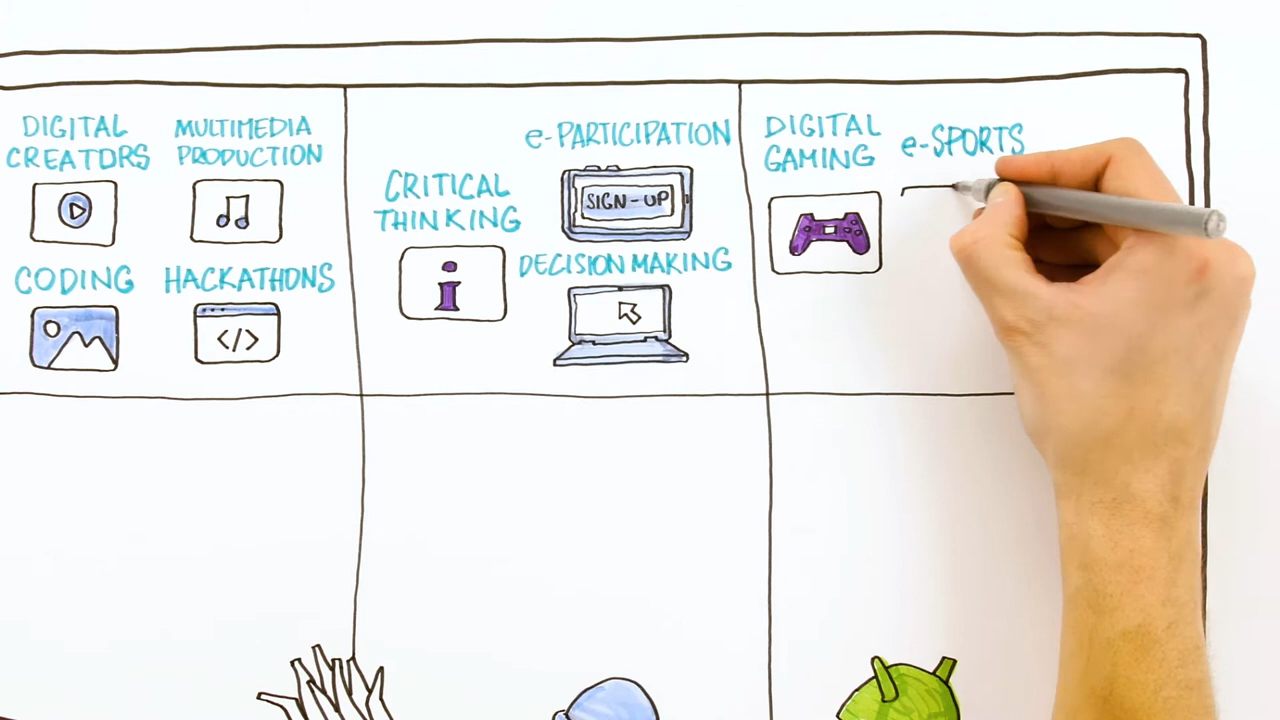 DIGITAL
CREATORS
MULTIMEDIA
PRODUCTION
CODING
HACKATHONS
</>
CRITICAL
THINKING
i
e-PARTICIPATION
SIGN-UP
DECISION MAKING
DIGITAL
GAMING
e-SPORTS